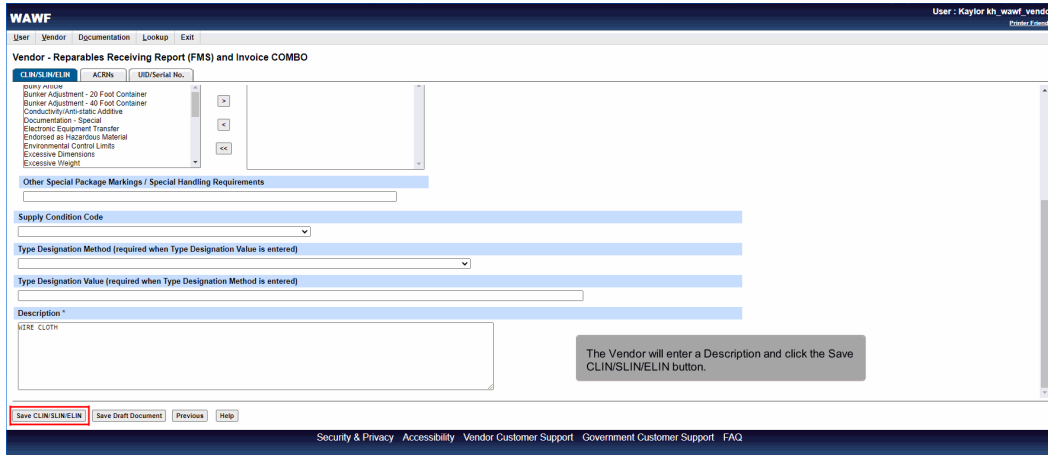 WAWF
User : Kaylor kh_wawf_vendo
Printer Friend
User Vendor Documentation Lookup Exit
Vendor - Reparables Receiving Report (FMS) and Invoice COMBO
CLIN/SLIN/ELIN ACRNs UID/Serial No.
Bulky Article
Bunker Adjustment - 20 Foot Container
Bunker Adjustment - 40 Foot Container
Conductivity/Anti-static Additive
Documentation - Special
Electronic Equipment Transfer
Endorsed as Hazardous Material
Environmental Control Limits
Excessive Dimensions
Excessive Weight
>
<
<<
Other Special Package Markings / Special Handling Requirements
Supply Condition Code
Type Designation Method (required when Type Designation Value is entered)
Type Designation Value (required when Type Designation Method is entered)
Description *
WIRE CLOTH
The Vendor will enter a Description and click the Save
CLIN/SLIN/ELIN button.
Save CLIN/SLIN/ELIN Save Draft Document Previous Help
Security & Privacy Accessibility Vendor Customer Support Government Customer Support FAQ